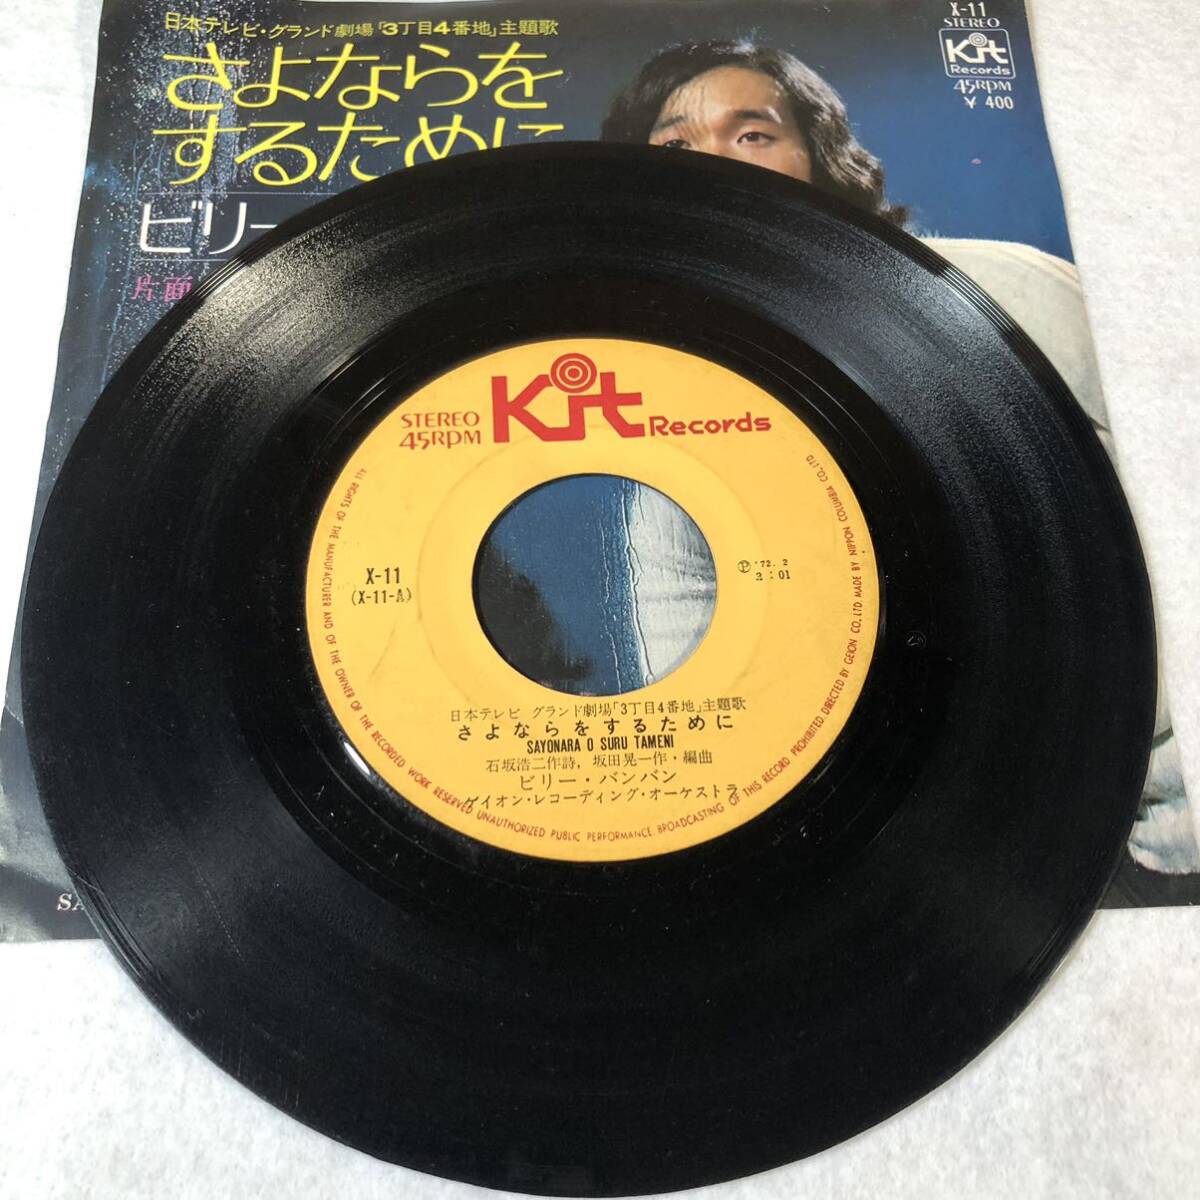 日本テレビ・グランド劇場「3丁目4番地」主題歌
さよならを
するために
ビリー
片面
X-11
STEREO
Kit
Records
45RPM
¥ 400
STEREO
45RPM
Kit Records
X-11
(X-11-A)
Ⓟ '72. 2
2:01
日本テレビ グランド劇場「3丁目4番地」主題歌
さよならをするために
SAYONARA O SURU TAMENI
石坂浩二作詩, 坂田晃一作・編曲
ビリー・バンバン
ゲイオン・レコーディング・オーケストラ
ALL RIGHTS OF THE MANUFACTURER AND OF THE OWNER OF THE RECORDED WORK RESERVED UNAUTHORIZED PUBLIC PERFORMANCE. BROADCASTING OF THIS RECORD PROHIBITED. DIRECTED BY GEION CO., LTD. MADE BY NIPPON COLUMBIA CO., LTD
SA